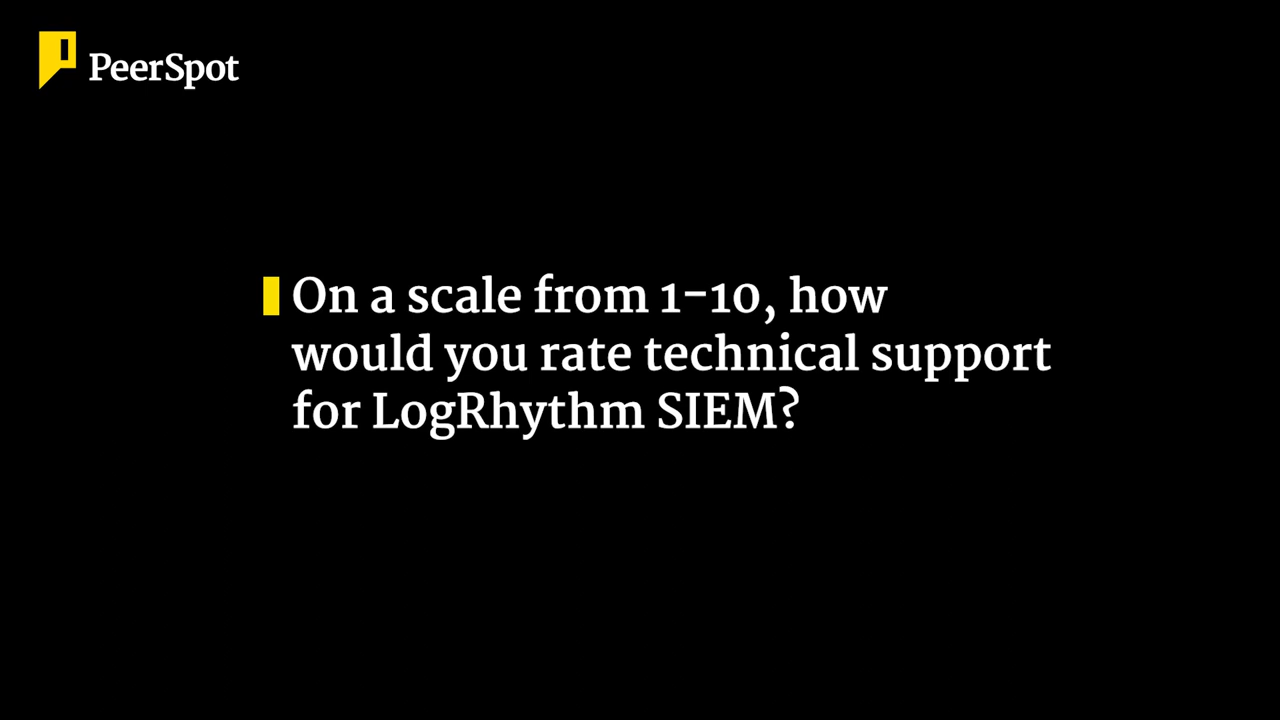 PeerSpot
On a scale from 1-10, how
would you rate technical support
for LogRhythm SIEM?